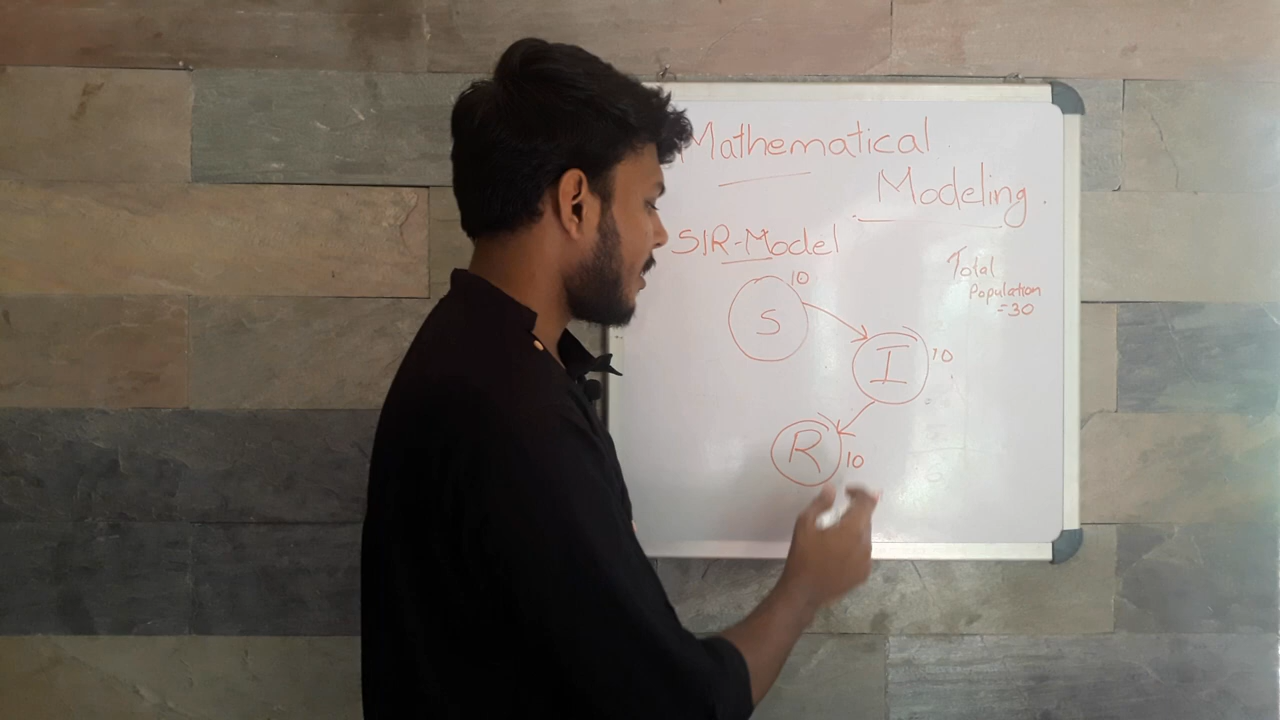 Mathematical
Modeling.
SIR-Model
Total
Population
=30
10
S
I
10
R
10